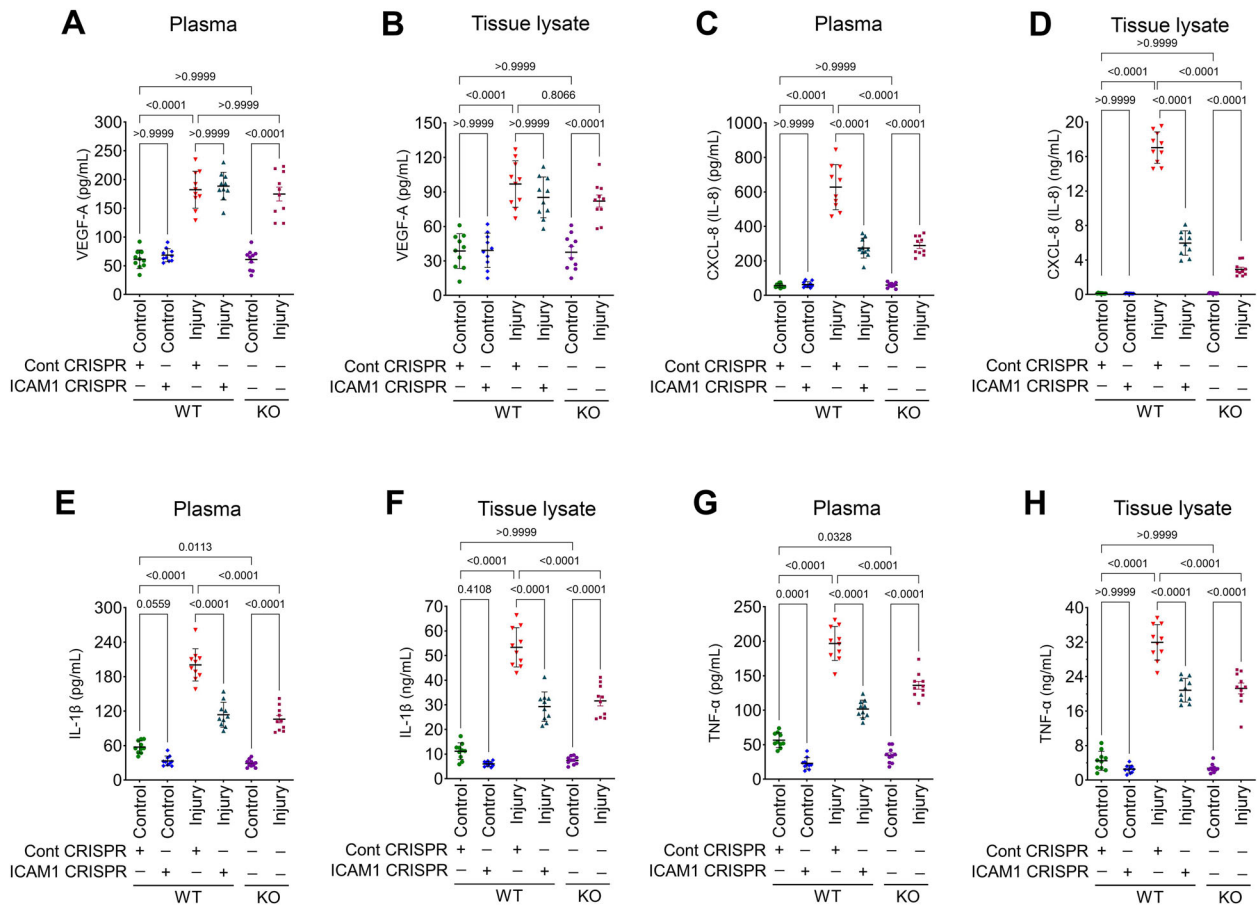 A Plasma
>0.9999
<0.0001 >0.9999
>0.9999 >0.9999 <0.0001
VEGF-A (pg/mL)
300
250
200
150
100
50
0
Control Control Injury Injury Control Injury
Cont CRISPR + – + – – –
ICAM1 CRISPR – + – + – –
WT KO
B Tissue lysate
>0.9999
<0.0001 0.8066
>0.9999 >0.9999 <0.0001
VEGF-A (pg/mL)
150
120
90
60
30
0
Control Control Injury Injury Control Injury
Cont CRISPR + – + – – –
ICAM1 CRISPR – + – + – –
WT KO
C Plasma
>0.9999
<0.0001 <0.0001
>0.9999 <0.0001 <0.0001
CXCL-8 (IL-8) (pg/mL)
1000
800
600
400
200
0
Control Control Injury Injury Control Injury
Cont CRISPR + – + – – –
ICAM1 CRISPR – + – + – –
WT KO
D Tissue lysate
>0.9999
<0.0001 <0.0001
>0.9999 <0.0001 <0.0001
CXCL-8 (IL-8) (ng/mL)
20
16
12
8
4
0
Control Control Injury Injury Control Injury
Cont CRISPR + – + – – –
ICAM1 CRISPR – + – + – –
WT KO
E Plasma
0.0113
<0.0001 <0.0001
0.0559 <0.0001 <0.0001
IL-1β (pg/mL)
300
240
180
120
60
0
Control Control Injury Injury Control Injury
Cont CRISPR + – + – – –
ICAM1 CRISPR – + – + – –
WT KO
F Tissue lysate
>0.9999
<0.0001 <0.0001
0.4108 <0.0001 <0.0001
IL-1β (ng/mL)
70
60
50
40
30
20
10
0
Control Control Injury Injury Control Injury
Cont CRISPR + – + – – –
ICAM1 CRISPR – + – + – –
WT KO
G Plasma
0.0328
<0.0001 <0.0001
0.0001 <0.0001 <0.0001
TNF-α (pg/mL)
250
200
150
100
50
0
Control Control Injury Injury Control Injury
Cont CRISPR + – + – – –
ICAM1 CRISPR – + – + – –
WT KO
H Tissue lysate
>0.9999
<0.0001 <0.0001
>0.9999 <0.0001 <0.0001
TNF-α (ng/mL)
40
32
24
16
8
0
Control Control Injury Injury Control Injury
Cont CRISPR + – + – – –
ICAM1 CRISPR – + – + – –
WT KO